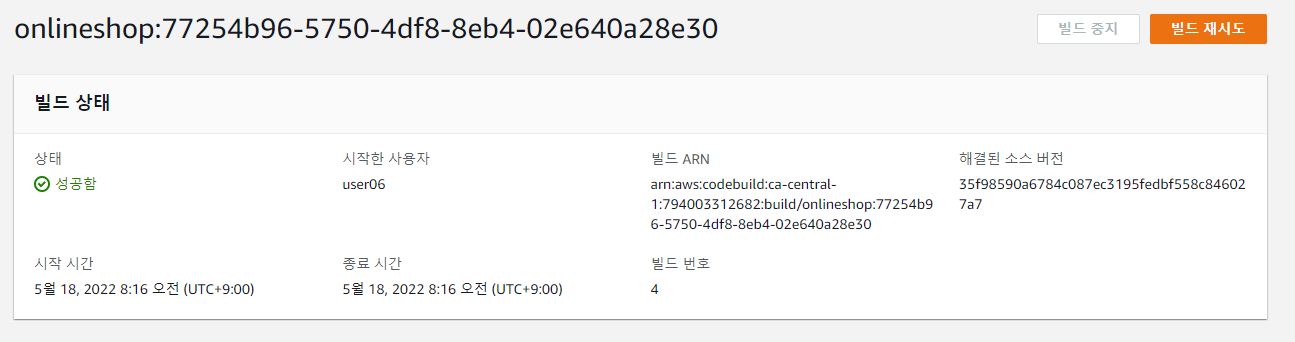 onlineshop:77254b96-5750-4df8-8eb4-02e640a28e30
빌드 중지
빌드 재시도
빌드 상태
상태
성공함
시작한 사용자
user06
빌드 ARN
arn:aws:codebuild:ca-central-
1:794003312682:build/onlineshop:77254b9
6-5750-4df8-8eb4-02e640a28e30
해결된 소스 버전
35f98590a6784c087ec3195fedbf558c84602
7a7
시작 시간
5월 18, 2022 8:16 오전 (UTC+9:00)
종료 시간
5월 18, 2022 8:16 오전 (UTC+9:00)
빌드 번호
4